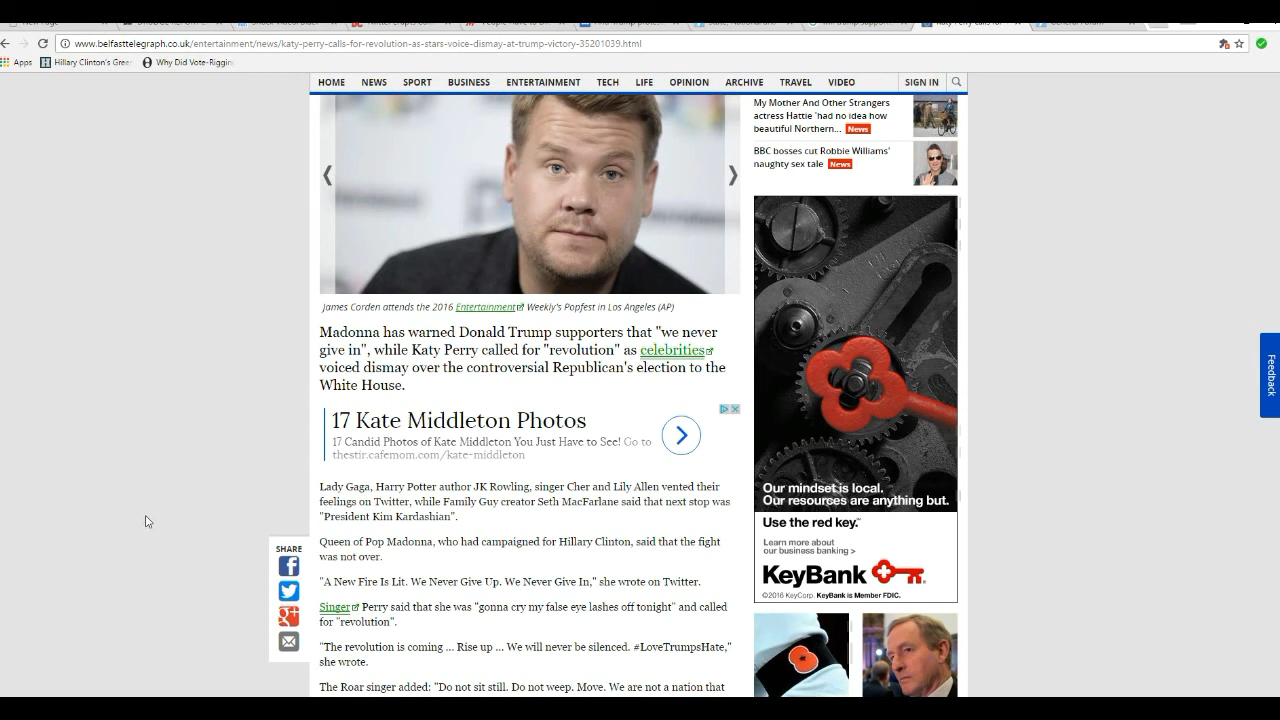 www.belfasttelegraph.co.uk/entertainment/news/katy-perry-calls-for-revolution-as-stars-voice-dismay-at-trump-victory-35201039.html
Apps Hillary Clinton's Gree Why Did Vote-Riggin
HOME NEWS SPORT BUSINESS ENTERTAINMENT TECH LIFE OPINION ARCHIVE TRAVEL VIDEO SIGN IN
My Mother And Other Strangers
actress Hattie 'had no idea how
beautiful Northern... News
BBC bosses cut Robbie Williams'
naughty sex tale News
James Corden attends the 2016 Entertainment Weekly's Popfest in Los Angeles (AP)
Madonna has warned Donald Trump supporters that "we never
give in", while Katy Perry called for "revolution" as celebrities
voiced dismay over the controversial Republican's election to the
White House.
17 Kate Middleton Photos
17 Candid Photos of Kate Middleton You Just Have to See! Go to
thestir.cafemom.com/kate-middleton
Lady Gaga, Harry Potter author JK Rowling, singer Cher and Lily Allen vented their
feelings on Twitter, while Family Guy creator Seth MacFarlane said that next stop was
"President Kim Kardashian".
Queen of Pop Madonna, who had campaigned for Hillary Clinton, said that the fight
was not over.
"A New Fire Is Lit. We Never Give Up. We Never Give In," she wrote on Twitter.
Singer Perry said that she was "gonna cry my false eye lashes off tonight" and called
for "revolution".
"The revolution is coming ... Rise up ... We will never be silenced. #LoveTrumpsHate,"
she wrote.
The Roar singer added: "Do not sit still. Do not weep. Move. We are not a nation that
SHARE
Our mindset is local.
Our resources are anything but.
Use the red key.™
Learn more about
our business banking >
KeyBank
©2016 KeyCorp. KeyBank is Member FDIC.
Feedback